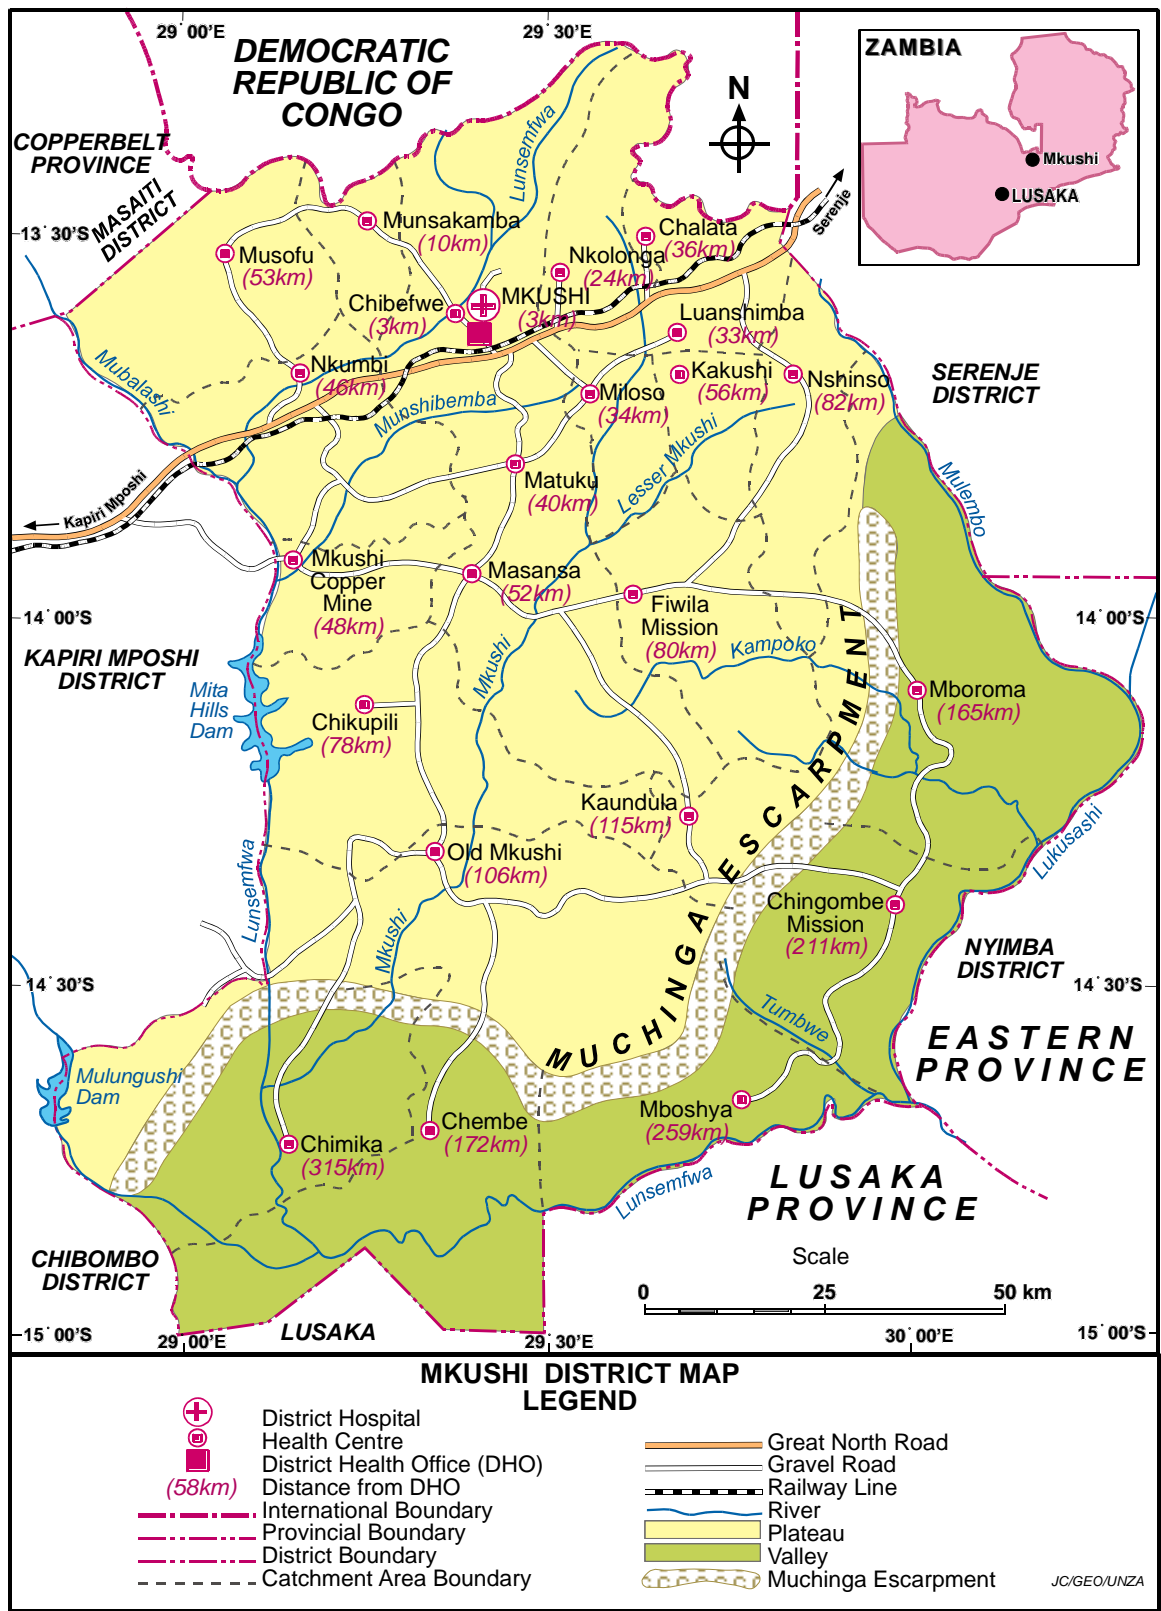 29˚00’E
29˚30’E
DEMOCRATIC
REPUBLIC OF
CONGO
ZAMBIA
Mkushi
LUSAKA
N
COPPERBELT
PROVINCE
MASAITI
DISTRICT
Lunsemfwa
Serenje
13˚30’S
Munsakamba
(10km)
Chalata
(36km)
Musofu
(53km)
Nkolonga
(24km)
Chibefwe
(3km)
MKUSHI
(3km)
Luanshimba
(33km)
Mubalashi
Nkumbi
(46km)
Munshibemba
Miloso
(34km)
Kakushi
(56km)
Nshinso
(82km)
SERENJE
DISTRICT
Lesser Mkushi
Matuku
(40km)
Mulembo
Kapiri Mposhi
Mkushi
Copper
Mine
(48km)
Masansa
(52km)
Fiwila
Mission
(80km)
14˚00’S
14˚00’S
KAPIRI MPOSHI
DISTRICT
Mita
Hills
Dam
Mkushi
Kampoko
Mboroma
(165km)
Chikupili
(78km)
MUCHINGA ESCARPMENT
Kaundula
(115km)
Lunsemfwa
Old Mkushi
(106km)
Lukusashi
Mkushi
Chingombe
Mission
(211km)
NYIMBA
DISTRICT
14˚30’S
14˚30’S
Tumbwe
EASTERN
PROVINCE
Mulungushi
Dam
Mboshya
(259km)
Chembe
(172km)
Chimika
(315km)
Lunsemfwa
LUSAKA
PROVINCE
CHIBOMBO
DISTRICT
Scale
0 25 50 km
LUSAKA
15˚00’S
29˚00’E
29˚30’E
30˚00’E
15˚00’S
MKUSHI DISTRICT MAP
LEGEND
District Hospital
Health Centre
District Health Office (DHO)
(58km) Distance from DHO
International Boundary
Provincial Boundary
District Boundary
Catchment Area Boundary
Great North Road
Gravel Road
Railway Line
River
Plateau
Valley
Muchinga Escarpment
JC/GEO/UNZA